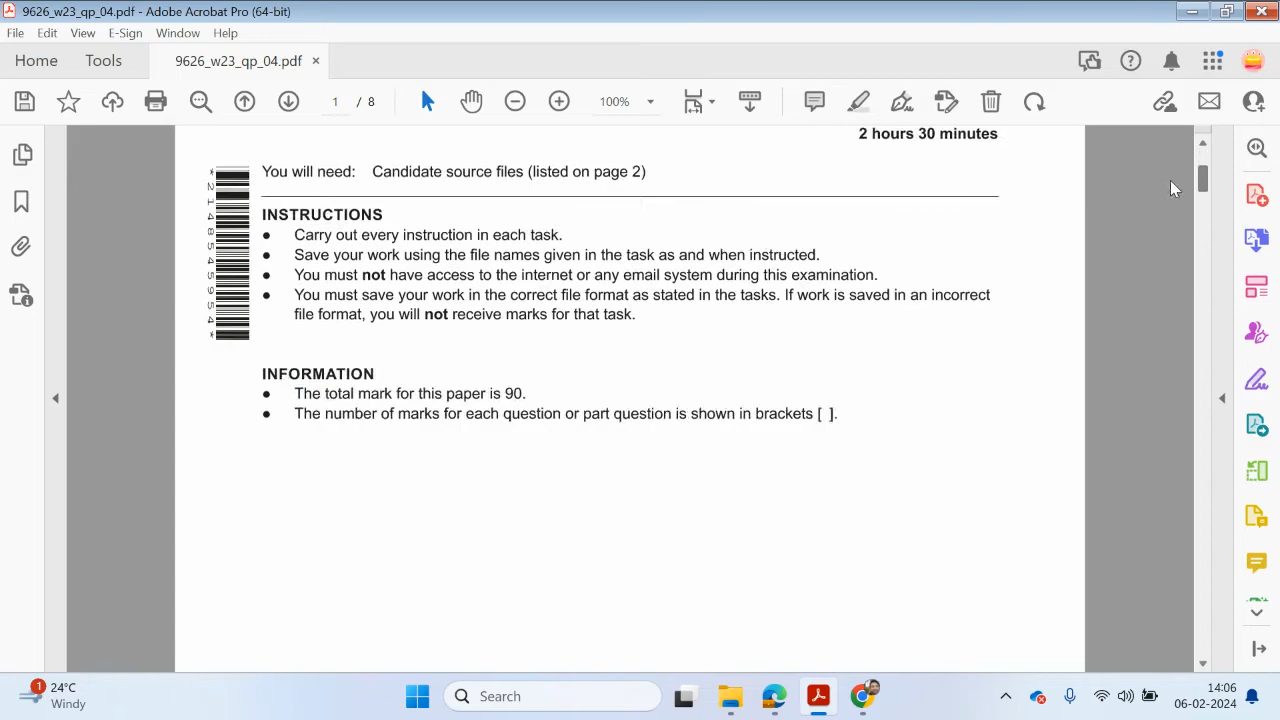 9626_w23_qp_04.pdf - Adobe Acrobat Pro (64-bit)
File Edit View E-Sign Window Help
Home Tools 9626_w23_qp_04.pdf ×
1 / 8 100%
2 hours 30 minutes
You will need: Candidate source files (listed on page 2)
INSTRUCTIONS
● Carry out every instruction in each task.
● Save your work using the file names given in the task as and when instructed.
● You must not have access to the internet or any email system during this examination.
● You must save your work in the correct file format as stated in the tasks. If work is saved in an incorrect
file format, you will not receive marks for that task.
INFORMATION
● The total mark for this paper is 90.
● The number of marks for each question or part question is shown in brackets [ ].
1
24°C
Windy
Search
14:06
06-02-2024